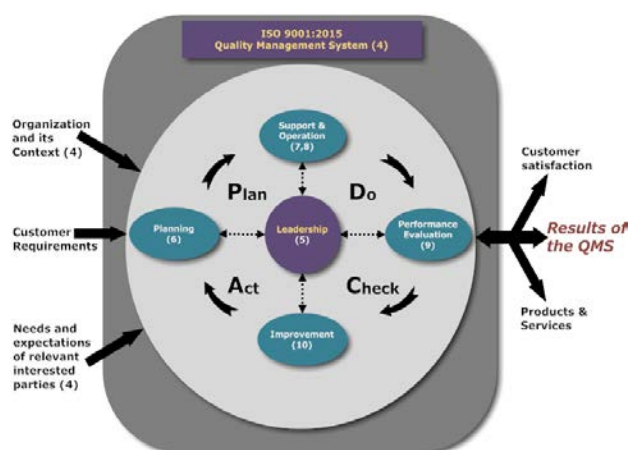 ISO 9001:2015
Quality Management System (4)
Organization
and its
Context (4)
Support &
Operation
(7,8)
Customer
satisfaction
Plan
Do
Customer
Requirements
Planning
(6)
Leadership
(5)
Performance
Evaluation
(9)
Results of
the QMS
Act
Check
Needs and
expectations
of relevant
interested
parties (4)
Improvement
(10)
Products &
Services